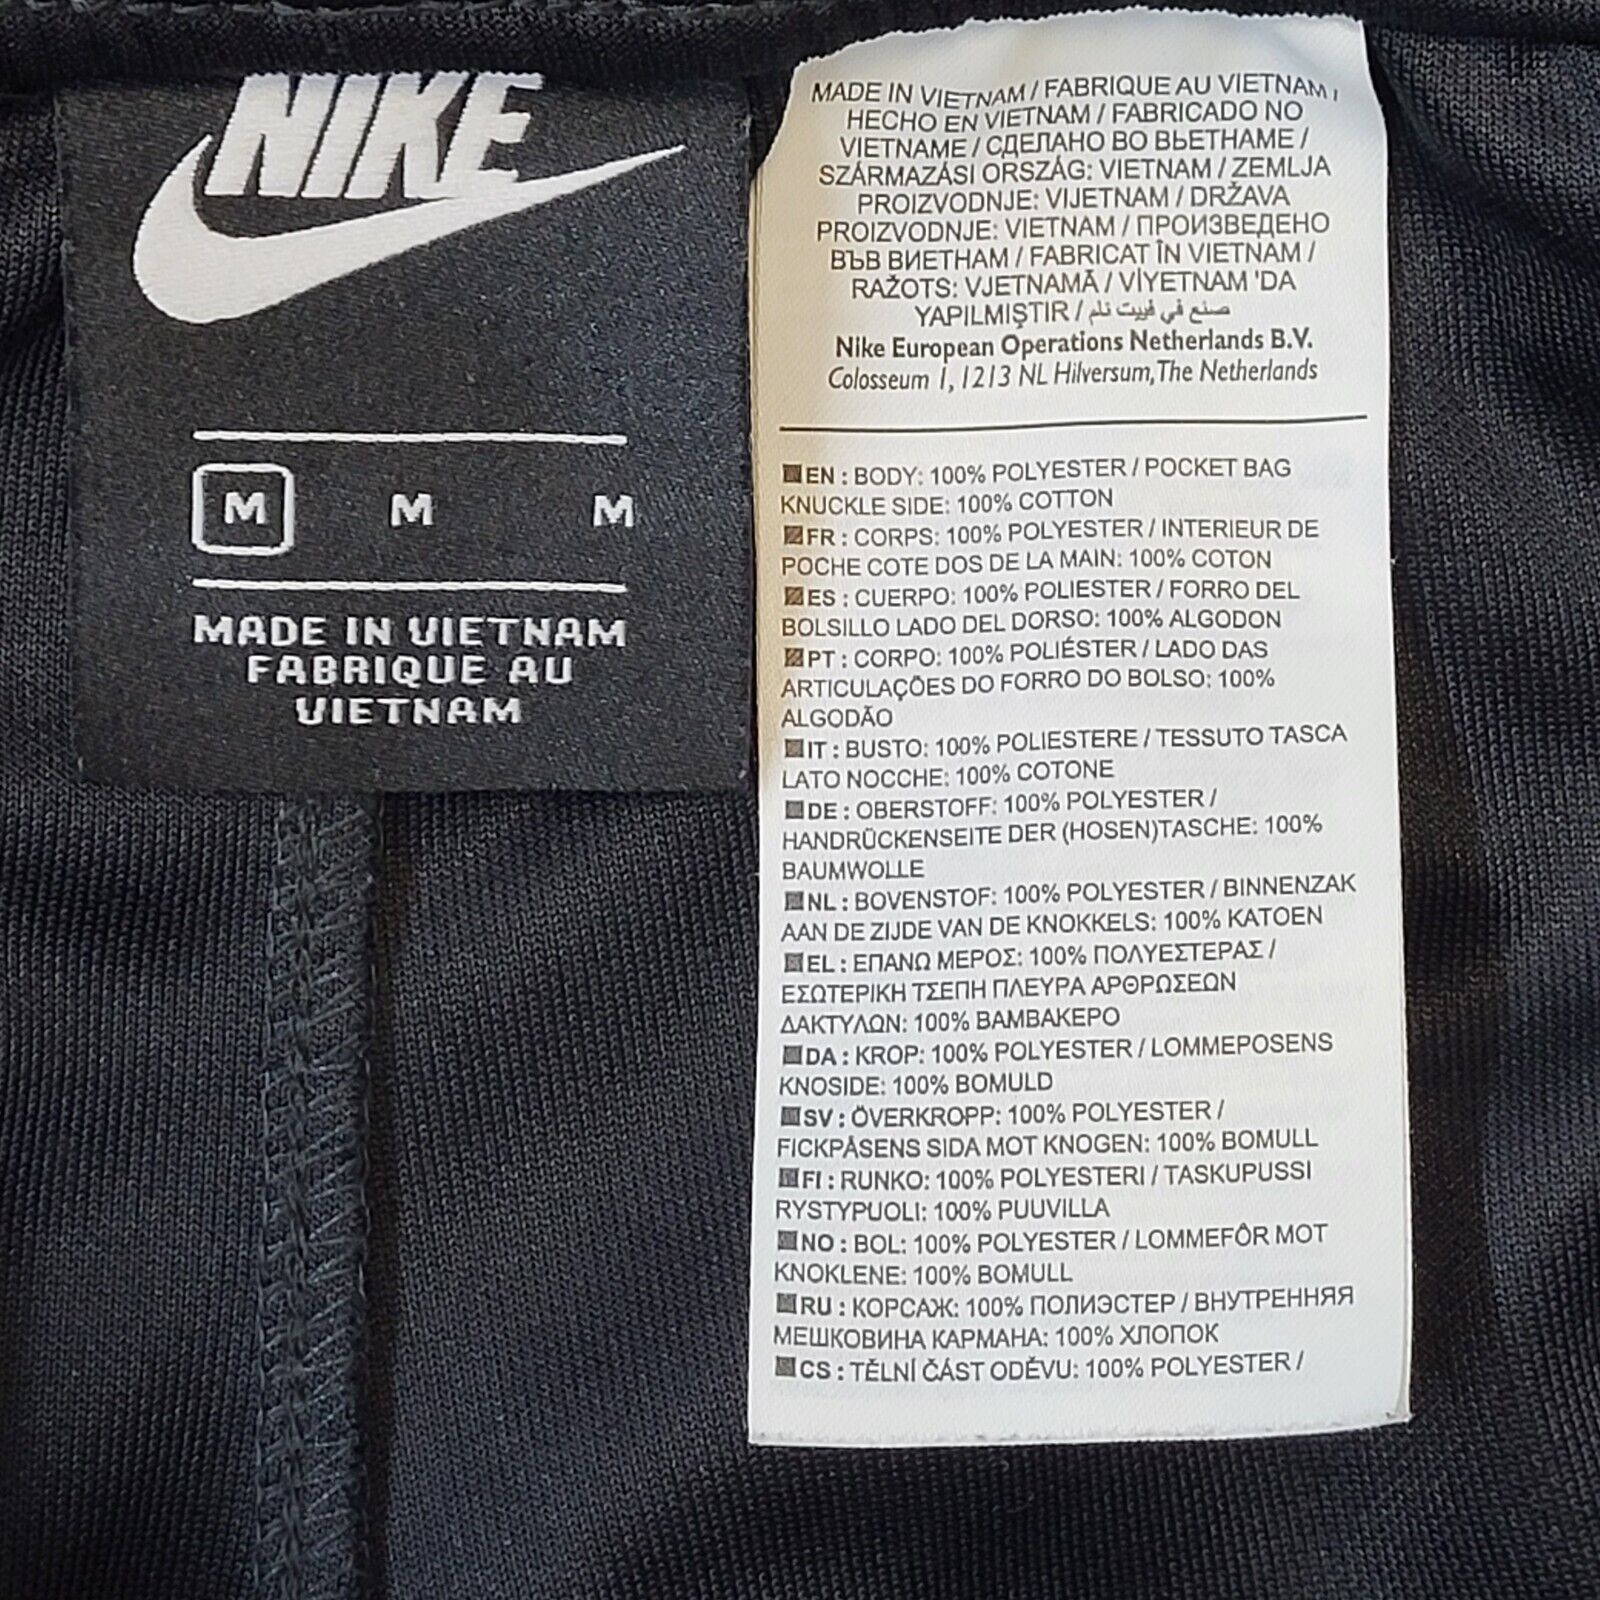 NIKE
M M M
MADE IN VIETNAM
FABRIQUE AU
VIETNAM
MADE IN VIETNAM / FABRIQUE AU VIETNAM /
HECHO EN VIETNAM / FABRICADO NO
VIETNAME / СДЕЛАНО ВО ВЬЕТНАМЕ /
SZÁRMAZÁSI ORSZÁG: VIETNAM / ZEMLJA
PROIZVODNJE: VIJETNAM / DRŽAVA
PROIZVODNJE: VIETNAM / ПРОИЗВЕДЕНО
ВЪВ ВИЕТНАМ / FABRICAT ÎN VIETNAM /
RAŽOTS: VJETNAMĀ / VİYETNAM 'DA
YAPILMIŞTIR / صنع في فييت نام
Nike European Operations Netherlands B.V.
Colosseum 1, 1213 NL Hilversum, The Netherlands
EN : BODY: 100% POLYESTER / POCKET BAG
KNUCKLE SIDE: 100% COTTON
FR : CORPS: 100% POLYESTER / INTERIEUR DE
POCHE COTE DOS DE LA MAIN: 100% COTON
ES : CUERPO: 100% POLIESTER / FORRO DEL
BOLSILLO LADO DEL DORSO: 100% ALGODON
PT : CORPO: 100% POLIÉSTER / LADO DAS
ARTICULAÇÕES DO FORRO DO BOLSO: 100%
ALGODÃO
IT : BUSTO: 100% POLIESTERE / TESSUTO TASCA
LATO NOCCHE: 100% COTONE
DE : OBERSTOFF: 100% POLYESTER /
HANDRÜCKENSEITE DER (HOSEN)TASCHE: 100%
BAUMWOLLE
NL : BOVENSTOF: 100% POLYESTER / BINNENZAK
AAN DE ZIJDE VAN DE KNOKKELS: 100% KATOEN
EL : ΕΠΑΝΩ ΜΕΡΟΣ: 100% ΠΟΛΥΕΣΤΕΡΑΣ /
ΕΣΩΤΕΡΙΚΗ ΤΣΕΠΗ ΠΛΕΥΡΑ ΑΡΘΡΩΣΕΩΝ
ΔΑΚΤΥΛΩΝ: 100% ΒΑΜΒΑΚΕΡΟ
DA : KROP: 100% POLYESTER / LOMMEPOSENS
KNOSIDE: 100% BOMULD
SV : ÖVERKROPP: 100% POLYESTER /
FICKPÅSENS SIDA MOT KNOGEN: 100% BOMULL
FI : RUNKO: 100% POLYESTERI / TASKUPUSSI
RYSTYPUOLI: 100% PUUVILLA
NO : BOL: 100% POLYESTER / LOMMEFÔR MOT
KNOKLENE: 100% BOMULL
RU : КОРСАЖ: 100% ПОЛИЭСТЕР / ВНУТРЕННЯЯ
МЕШКОВИНА КАРМАНА: 100% ХЛОПОК
CS : TĚLNÍ ČÁST ODĚVU: 100% POLYESTER /